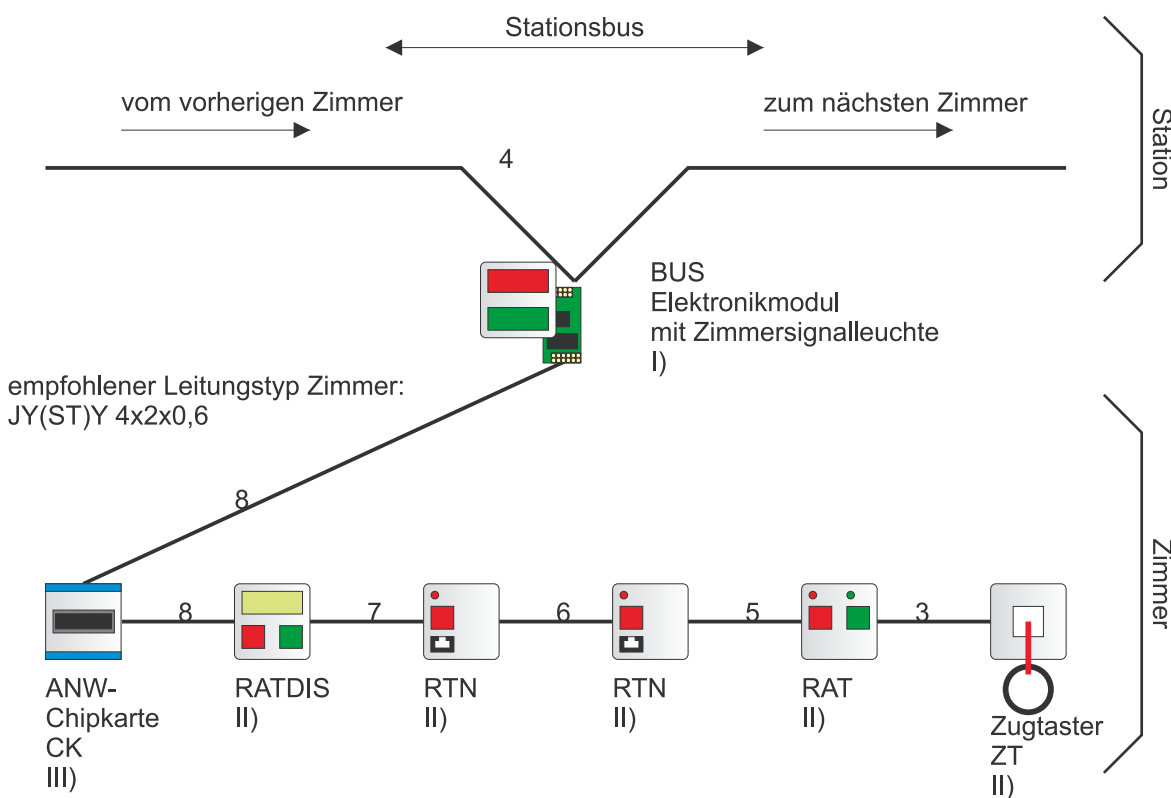 Stationsbus
vom vorherigen Zimmer
zum nächsten Zimmer
Station
4
BUS
Elektronikmodul
mit Zimmersignalleuchte
I)
empfohlener Leitungstyp Zimmer:
JY(ST)Y 4x2x0,6
8
Zimmer
8
7
6
5
3
ANW-
Chipkarte
CK
III)
RATDIS
II)
RTN
II)
RTN
II)
RAT
II)
Zugtaster
ZT
II)